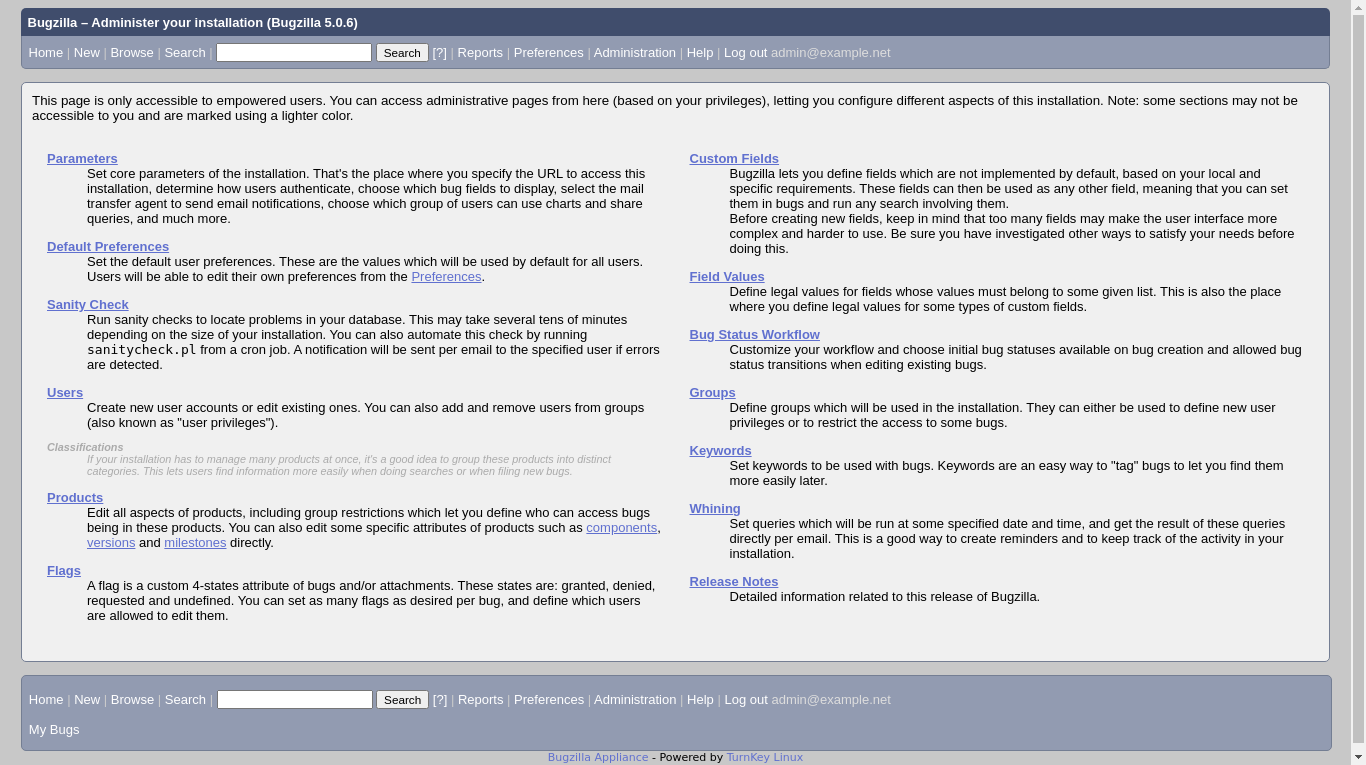 Bugzilla – Administer your installation (Bugzilla 5.0.6)
Home | New | Browse | Search | Search [?] | Reports | Preferences | Administration | Help | Log out admin@example.net
This page is only accessible to empowered users. You can access administrative pages from here (based on your privileges), letting you configure different aspects of this installation. Note: some sections may not be
accessible to you and are marked using a lighter color.
Parameters
Set core parameters of the installation. That's the place where you specify the URL to access this
installation, determine how users authenticate, choose which bug fields to display, select the mail
transfer agent to send email notifications, choose which group of users can use charts and share
queries, and much more.
Default Preferences
Set the default user preferences. These are the values which will be used by default for all users.
Users will be able to edit their own preferences from the Preferences.
Sanity Check
Run sanity checks to locate problems in your database. This may take several tens of minutes
depending on the size of your installation. You can also automate this check by running
sanitycheck.pl from a cron job. A notification will be sent per email to the specified user if errors
are detected.
Users
Create new user accounts or edit existing ones. You can also add and remove users from groups
(also known as "user privileges").
Classifications
If your installation has to manage many products at once, it's a good idea to group these products into distinct
categories. This lets users find information more easily when doing searches or when filing new bugs.
Products
Edit all aspects of products, including group restrictions which let you define who can access bugs
being in these products. You can also edit some specific attributes of products such as components,
versions and milestones directly.
Flags
A flag is a custom 4-states attribute of bugs and/or attachments. These states are: granted, denied,
requested and undefined. You can set as many flags as desired per bug, and define which users
are allowed to edit them.
Custom Fields
Bugzilla lets you define fields which are not implemented by default, based on your local and
specific requirements. These fields can then be used as any other field, meaning that you can set
them in bugs and run any search involving them.
Before creating new fields, keep in mind that too many fields may make the user interface more
complex and harder to use. Be sure you have investigated other ways to satisfy your needs before
doing this.
Field Values
Define legal values for fields whose values must belong to some given list. This is also the place
where you define legal values for some types of custom fields.
Bug Status Workflow
Customize your workflow and choose initial bug statuses available on bug creation and allowed bug
status transitions when editing existing bugs.
Groups
Define groups which will be used in the installation. They can either be used to define new user
privileges or to restrict the access to some bugs.
Keywords
Set keywords to be used with bugs. Keywords are an easy way to "tag" bugs to let you find them
more easily later.
Whining
Set queries which will be run at some specified date and time, and get the result of these queries
directly per email. This is a good way to create reminders and to keep track of the activity in your
installation.
Release Notes
Detailed information related to this release of Bugzilla.
Home | New | Browse | Search | Search [?] | Reports | Preferences | Administration | Help | Log out admin@example.net
My Bugs
Bugzilla Appliance - Powered by TurnKey Linux